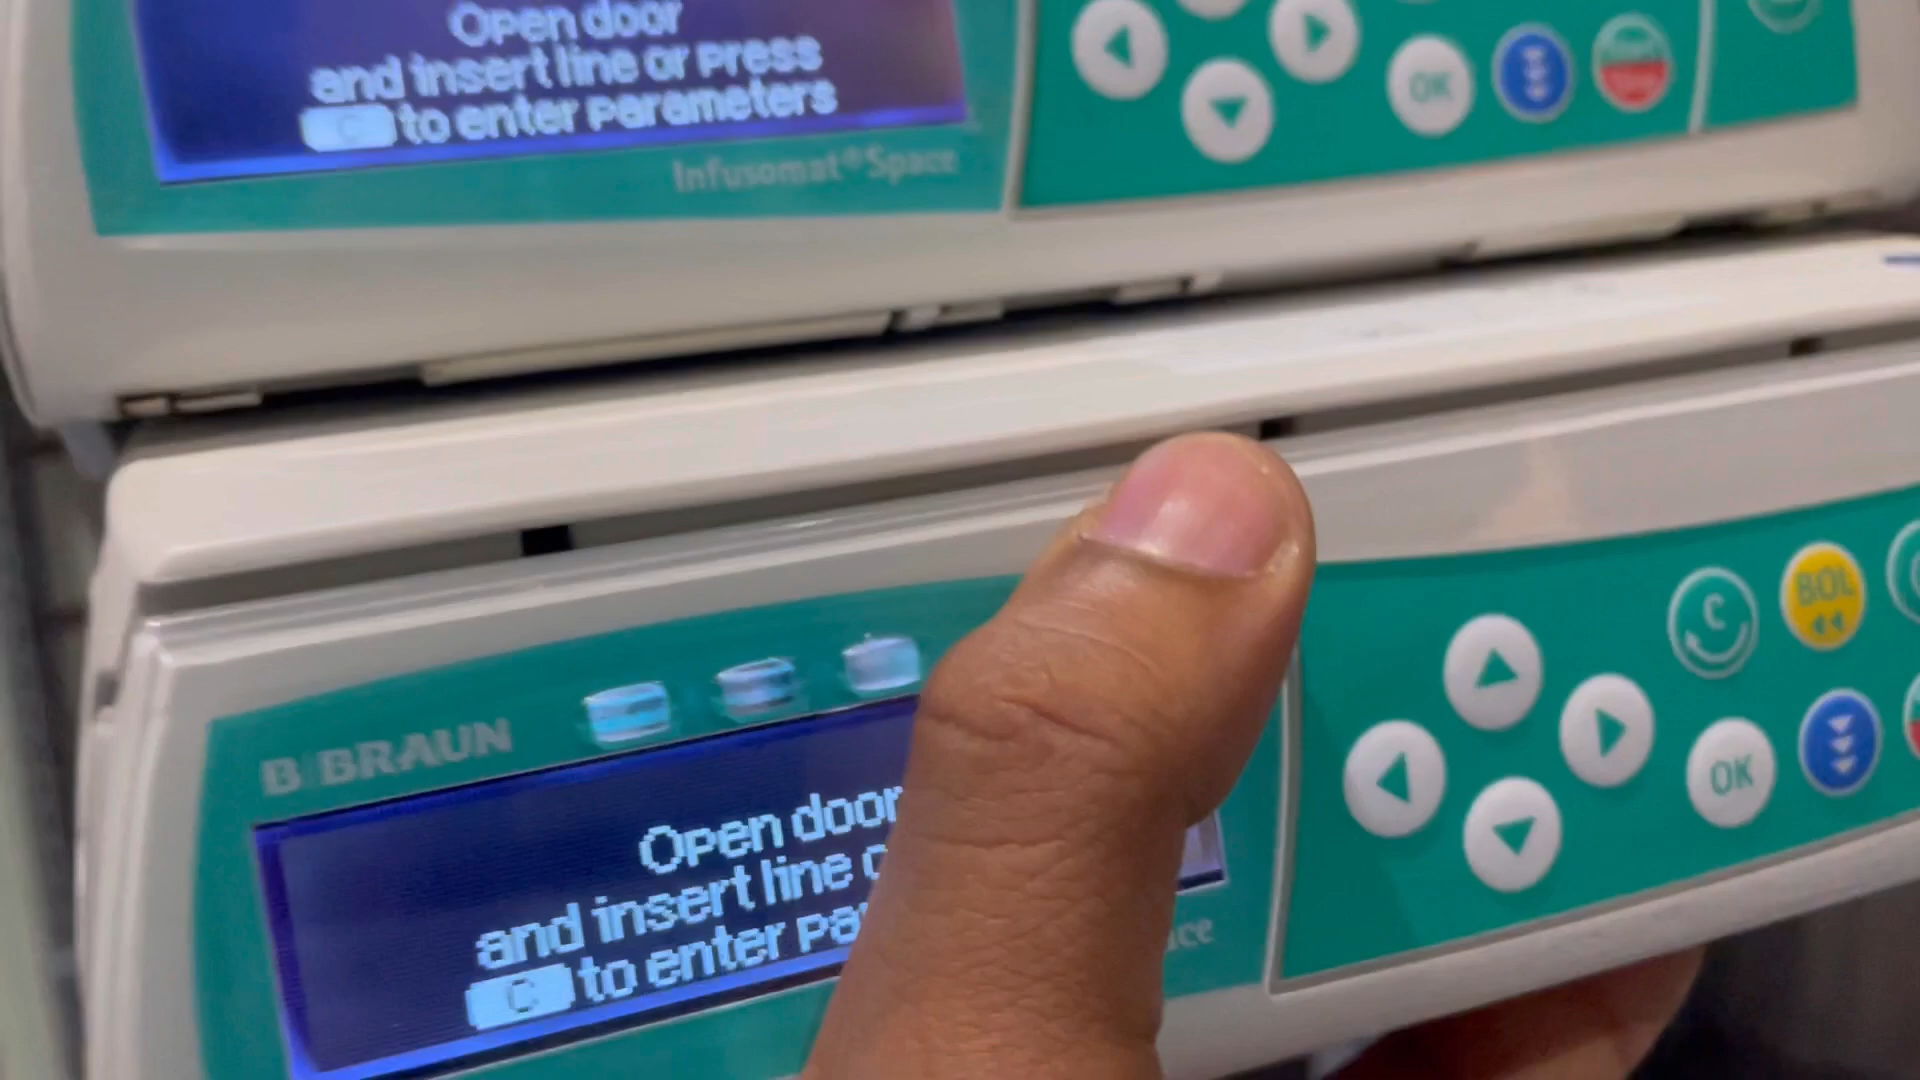 Open door
and insert line or press
C to enter parameters
Infusomat® Space
OK
B BRAUN
Open door
and insert line
C to enter
C
BOL
OK